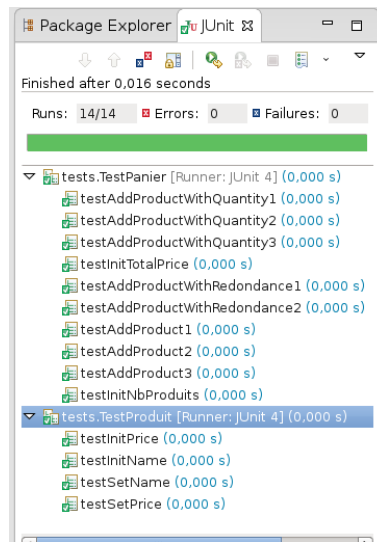 Package Explorer JUnit
Finished after 0,016 seconds
Runs: 14/14 Errors: 0 Failures: 0
tests.TestPanier [Runner: JUnit 4] (0,000 s)
testAddProductWithQuantity1 (0,000 s)
testAddProductWithQuantity2 (0,000 s)
testAddProductWithQuantity3 (0,000 s)
testInitTotalPrice (0,000 s)
testAddProductWithRedondance1 (0,000 s)
testAddProductWithRedondance2 (0,000 s)
testAddProduct1 (0,000 s)
testAddProduct2 (0,000 s)
testAddProduct3 (0,000 s)
testInitNbProduits (0,000 s)
tests.TestProduit [Runner: JUnit 4] (0,000 s)
testInitPrice (0,000 s)
testInitName (0,000 s)
testSetName (0,000 s)
testSetPrice (0,000 s)